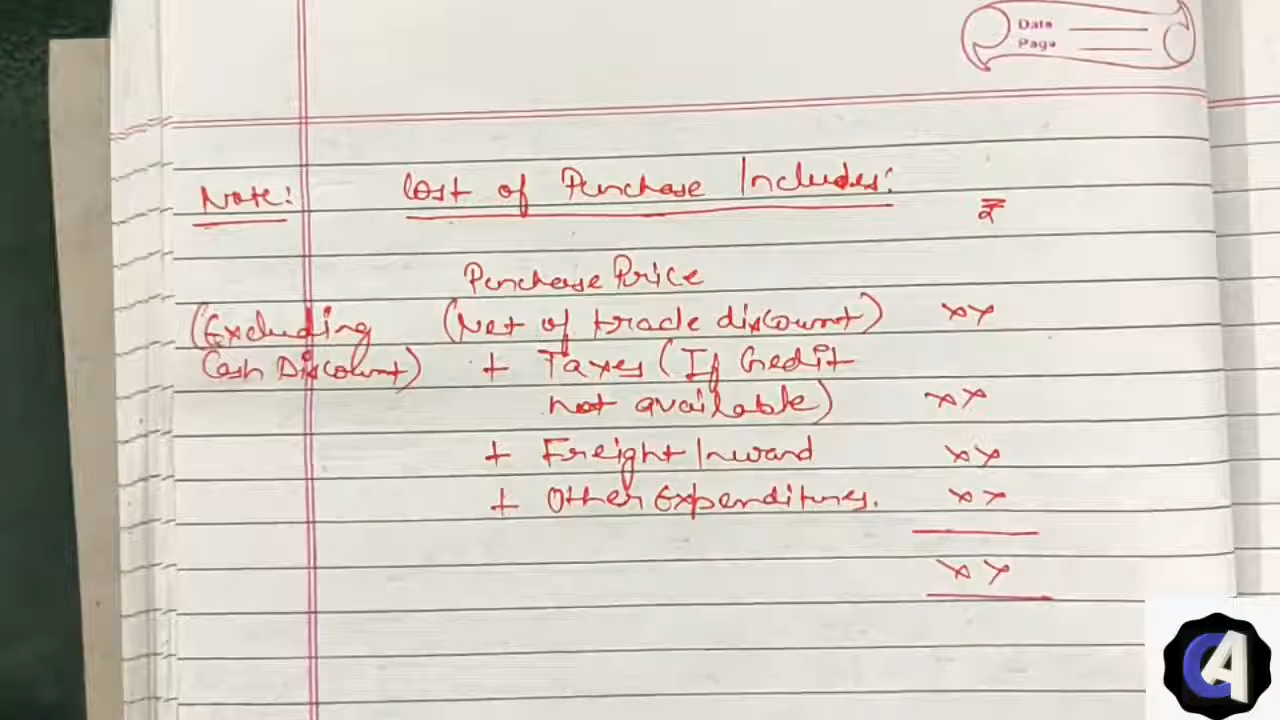 Date
Page
Note: Cost of Purchase Includes:
₹
Purchase Price
(Excluding (Net of trade discount) xx
Cash Discount) + Taxes (If Credit
not available) xx
+ Freight Inward xx
+ Other Expenditures. xx
xx
CA